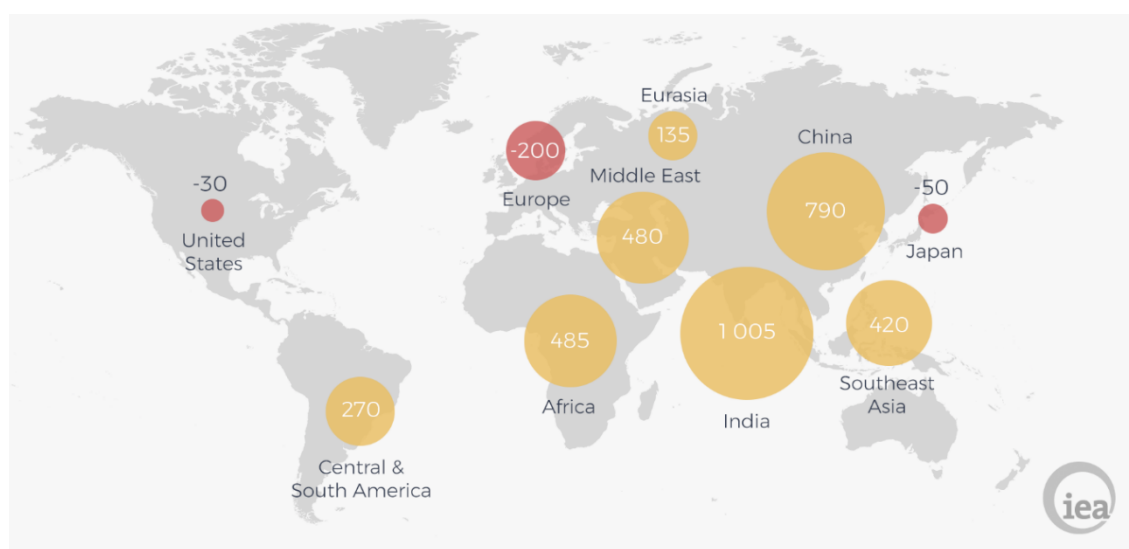 Eurasia
135
China
-200
Middle East
-30
-50
Europe
790
United
States
480
Japan
1 005
420
485
Southeast
Asia
Africa
270
India
Central &
South America
iea